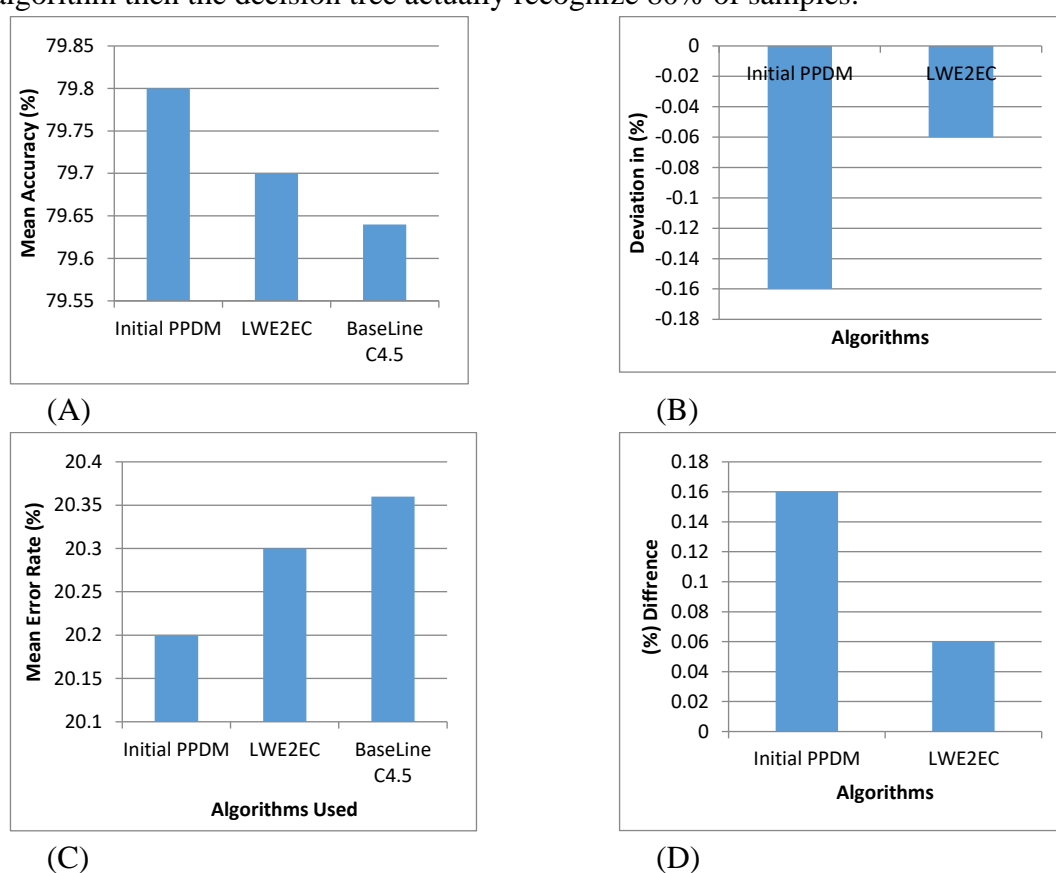 algorithm then the decision tree actually recognize 80% of samples.
79.85
79.8
79.75
79.7
79.65
79.6
79.55
Mean Accuracy (%)
Initial PPDM LWE2EC BaseLine
C4.5
(A)
0
-0.02
-0.04
-0.06
-0.08
-0.1
-0.12
-0.14
-0.16
-0.18
Deviation in (%)
Initial PPDM LWE2EC
Algorithms
(B)
20.4
20.35
20.3
20.25
20.2
20.15
20.1
Mean Error Rate (%)
Initial PPDM LWE2EC BaseLine
C4.5
Algorithms Used
(C)
0.18
0.16
0.14
0.12
0.1
0.08
0.06
0.04
0.02
0
(%) Diffrence
Initial PPDM LWE2EC
Algorithms
(D)